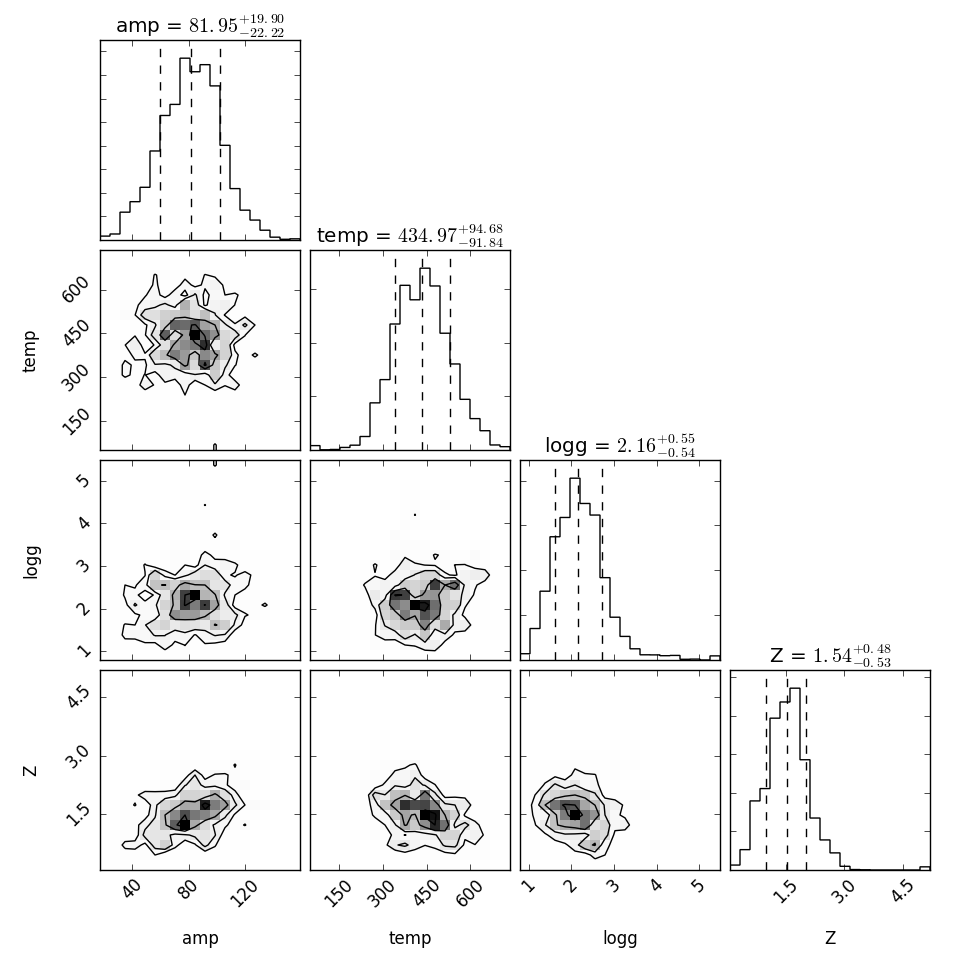 amp = 81.95+19.90−22.22
temp = 434.97+94.68−91.84
600
450
300
150
temp
logg = 2.16+0.55−0.54
5
4
3
2
1
logg
Z = 1.54+0.48−0.53
4.5
3.0
1.5
Z
40 80 120 150 300 450 600 1 2 3 4 5 1.5 3.0 4.5
amp temp logg Z